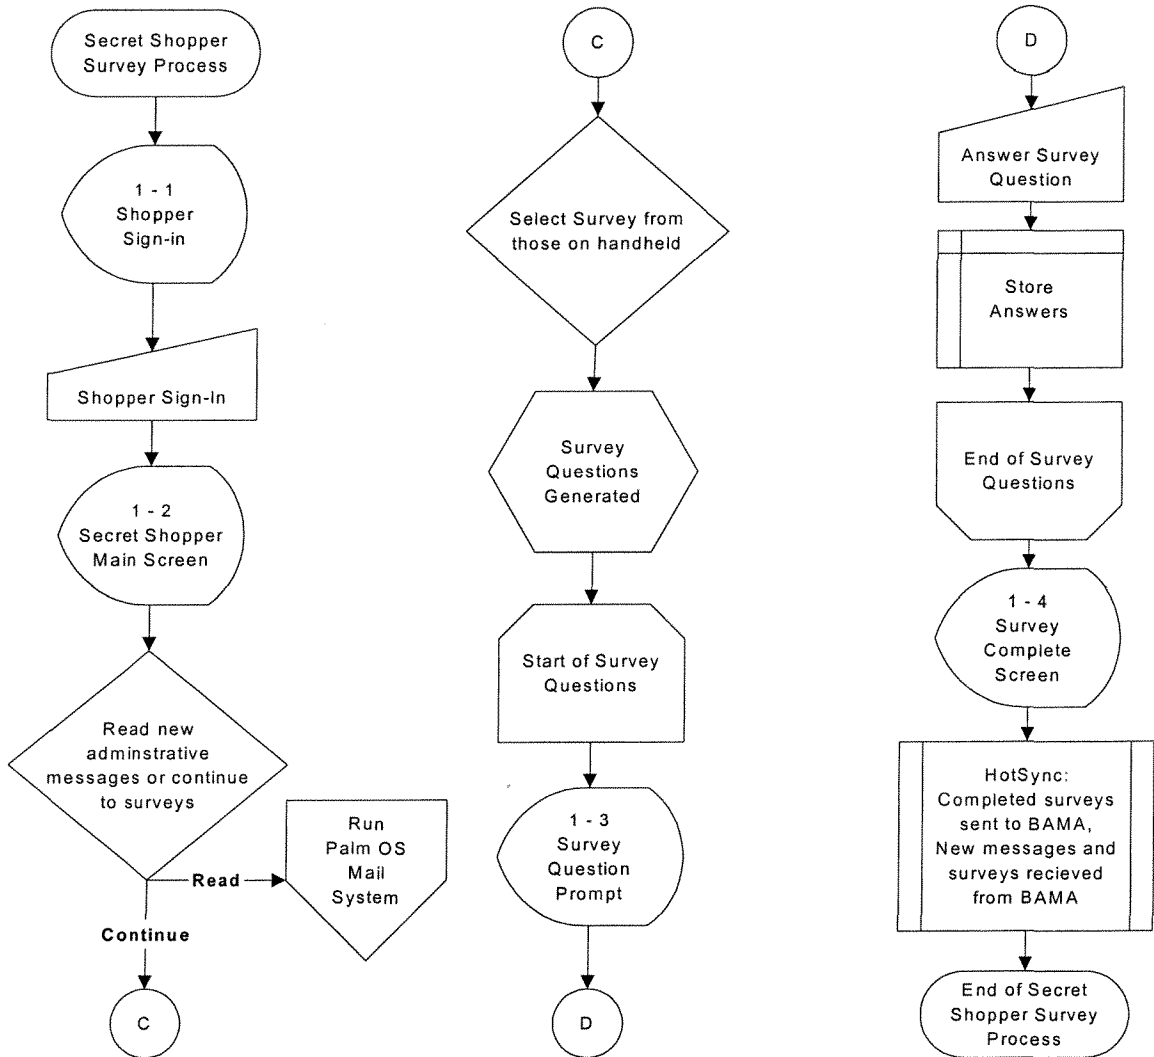 Secret Shopper
Survey Process
1 - 1
Shopper
Sign-in
Shopper Sign-In
1 - 2
Secret Shopper
Main Screen
Read new
adminstrative
messages or continue
to surveys
Read
Run
Palm OS
Mail
System
Continue
C
C
Select Survey from
those on handheld
Survey
Questions
Generated
Start of Survey
Questions
1 - 3
Survey
Question
Prompt
D
D
Answer Survey
Question
Store
Answers
End of Survey
Questions
1 - 4
Survey
Complete
Screen
HotSync:
Completed surveys
sent to BAMA,
New messages and
surveys recieved
from BAMA
End of Secret
Shopper Survey
Process